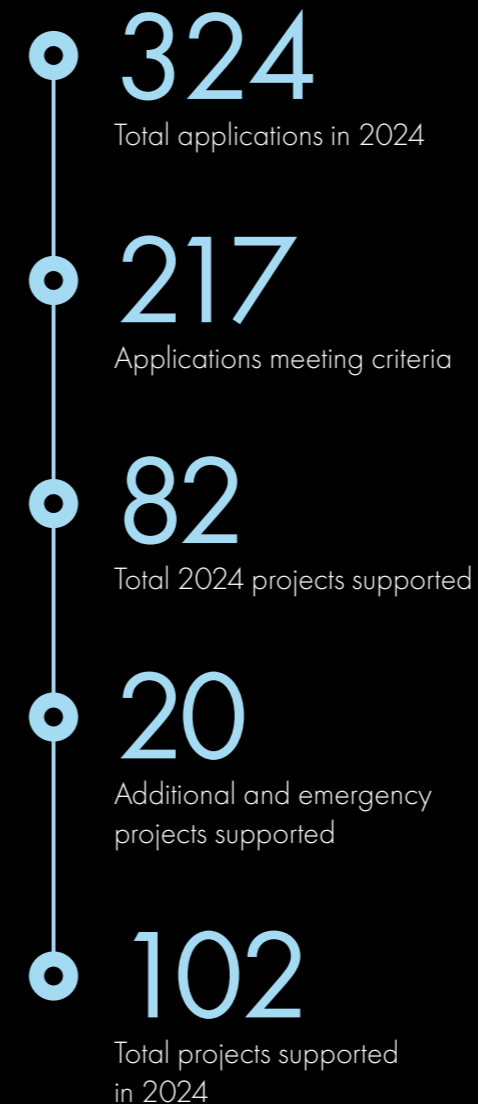 324
Total applications in 2024
217
Applications meeting criteria
82
Total 2024 projects supported
20
Additional and emergency
projects supported
102
Total projects supported
in 2024